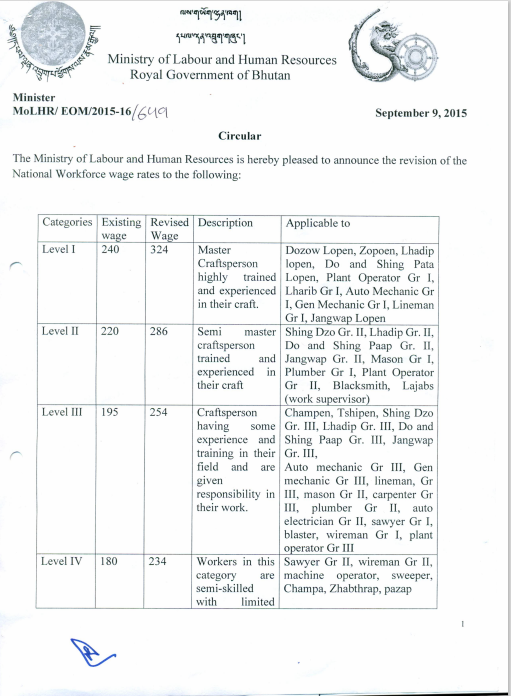 Ministry of Labour and Human Resources
Royal Government of Bhutan
Minister
MoLHR/ EOM/2015-16/649
September 9, 2015
Circular
The Ministry of Labour and Human Resources is hereby pleased to announce the revision of the
National Workforce wage rates to the following:
Categories Existing wage Revised Wage Description Applicable to
Level I 240 324 Master Dozow Lopen, Zopoen, Lhadip
Craftsperson lopen, Do and Shing Pata
highly trained Lopen, Plant Operator Gr I,
and experienced Lharib Gr I, Auto Mechanic Gr
in their craft. I, Gen Mechanic Gr I, Lineman
Gr I, Jangwap Lopen
Level II 220 286 Semi master Shing Dzo Gr. II, Lhadip Gr. II,
craftsperson Do and Shing Paap Gr. II,
trained and Jangwap Gr. II, Mason Gr I,
experienced in Plumber Gr I, Plant Operator
their craft Gr II, Blacksmith, Lajabs
(work supervisor)
Level III 195 254 Craftsperson Champen, Tshipen, Shing Dzo
having some Gr. III, Lhadip Gr. III, Do and
experience and Shing Paap Gr. III, Jangwap
training in their Gr. III,
field and are Auto mechanic Gr III, Gen
given mechanic Gr III, lineman, Gr
responsibility in III, mason Gr II, carpenter Gr
their work. III, plumber Gr II, auto
electrician Gr II, sawyer Gr I,
blaster, wireman Gr I, plant
operator Gr III
Level IV 180 234 Workers in this Sawyer Gr II, wireman Gr II,
category are machine operator, sweeper,
semi-skilled Champa, Zhabthrap, pazap
with limited
1